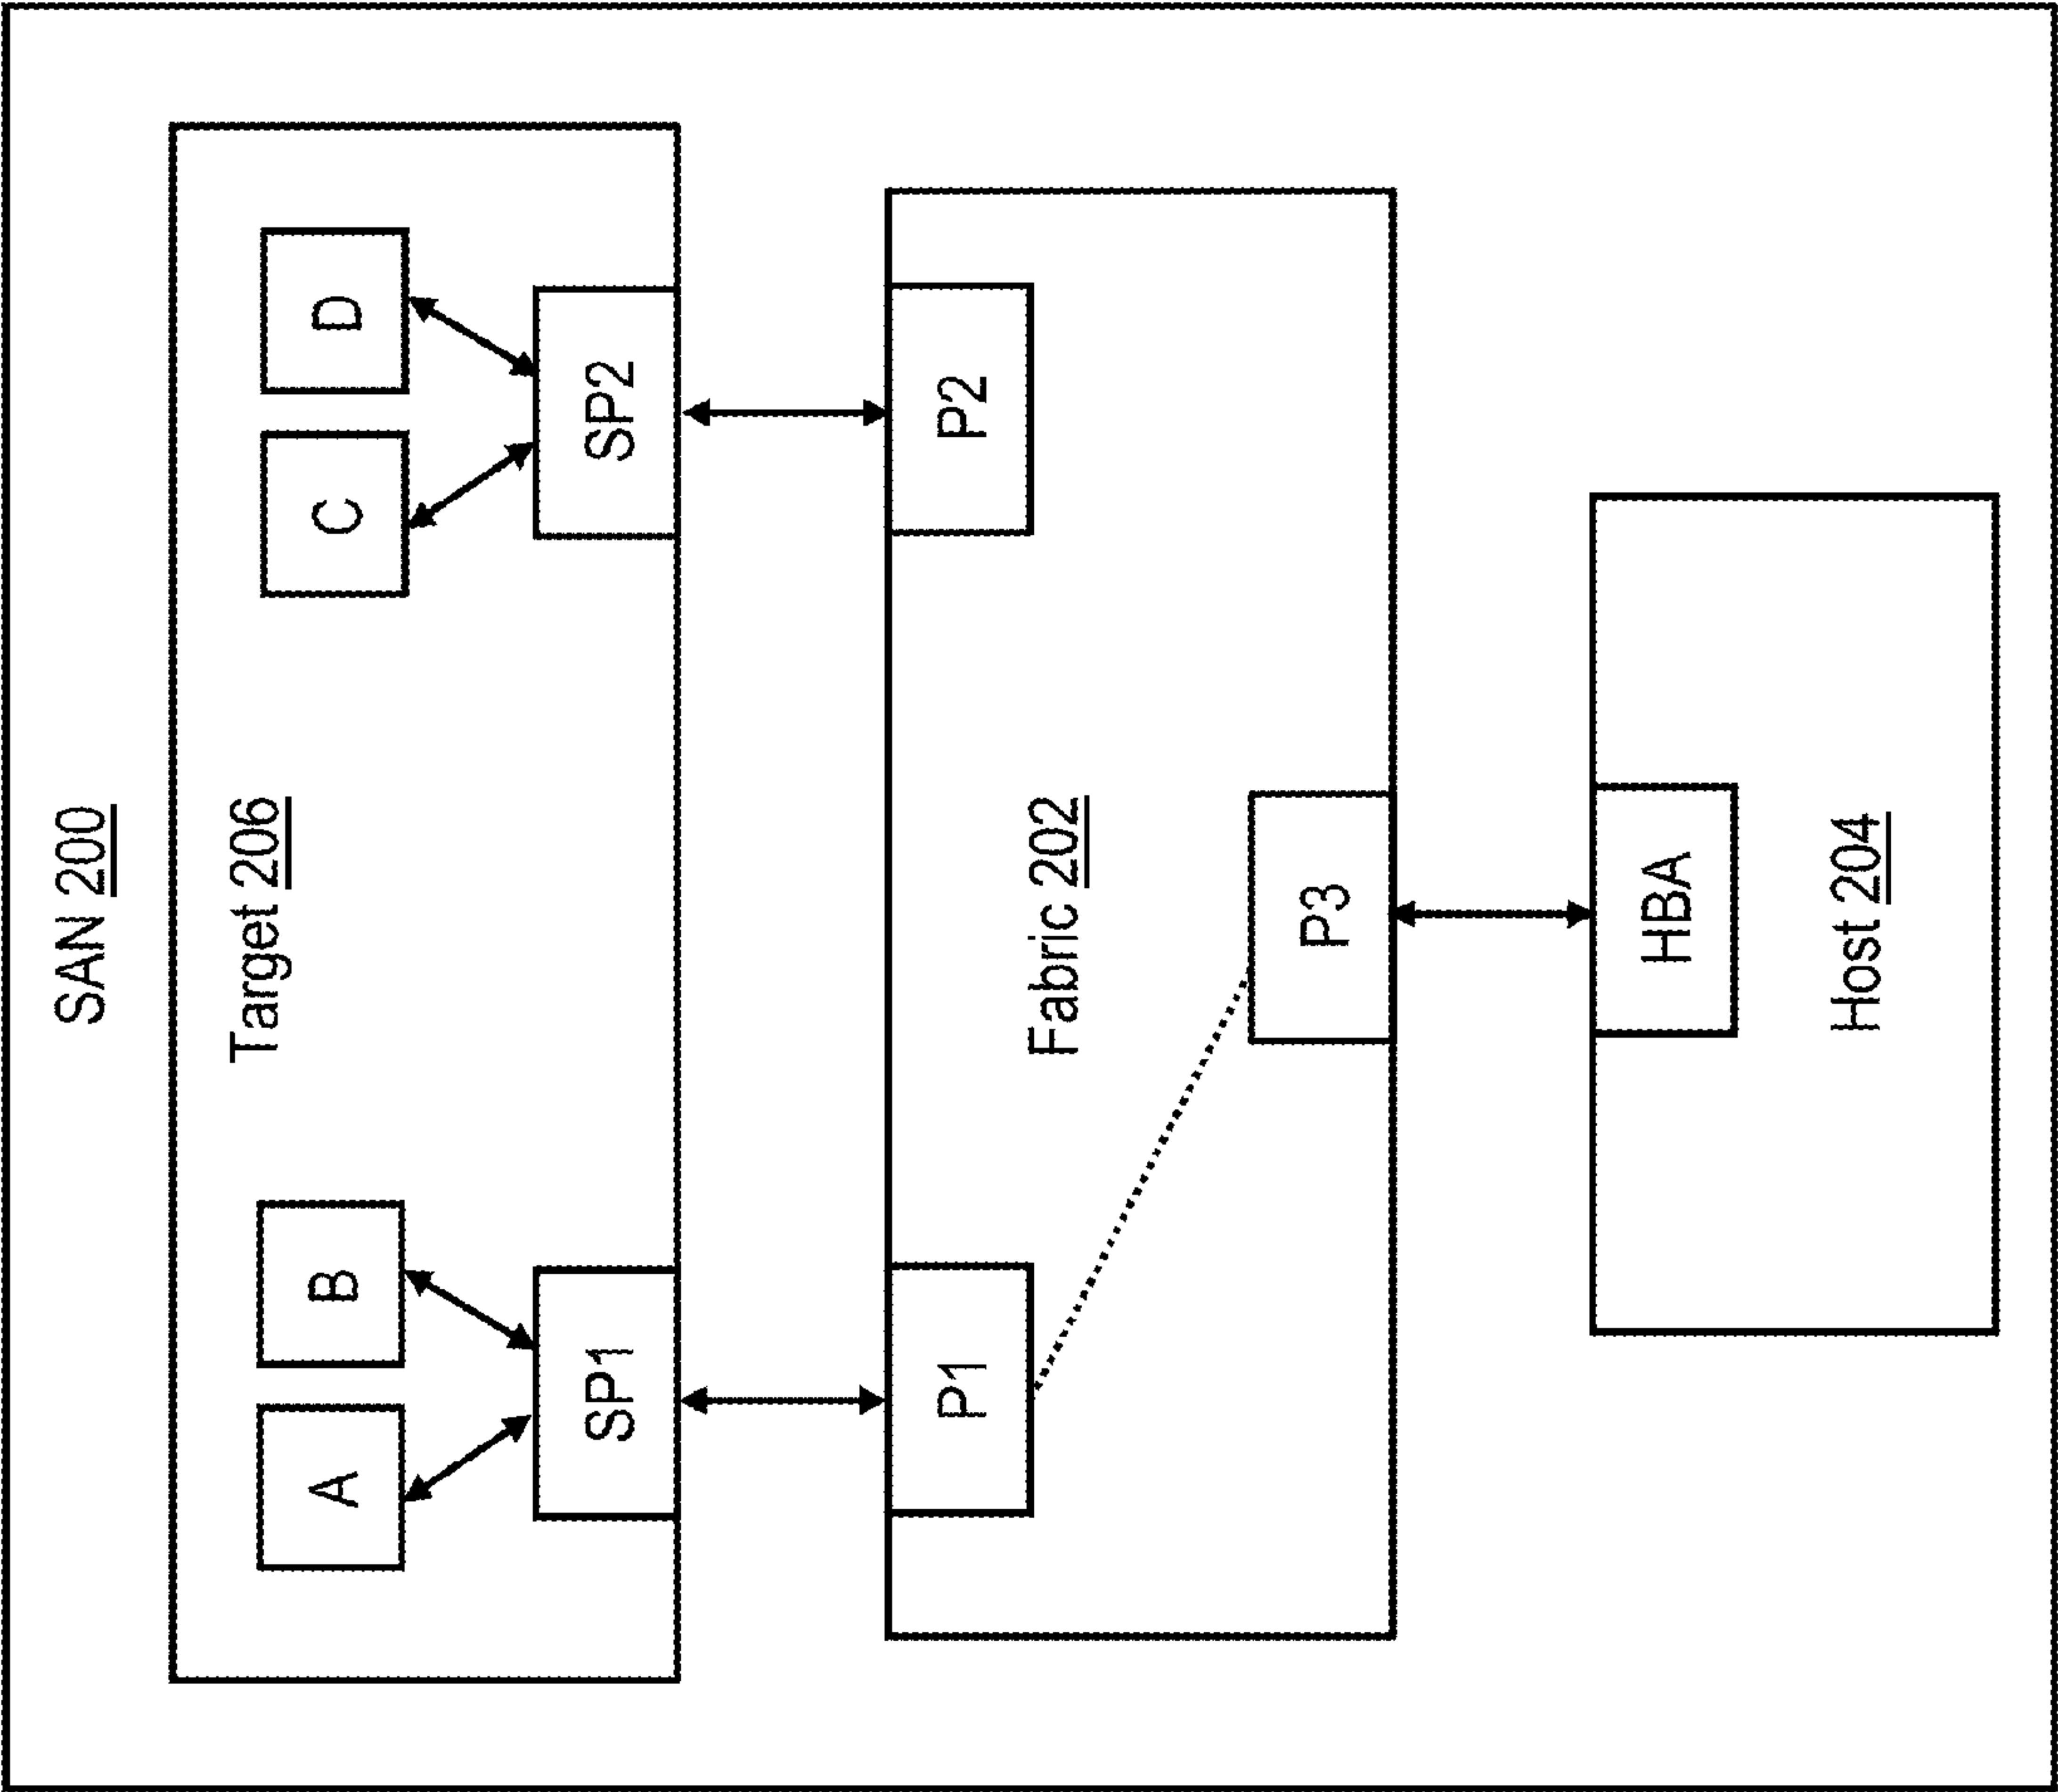 SAN 200
Target 206
A
B
C
D
SP1
SP2
P1
P2
Fabric 202
P3
HBA
Host 204